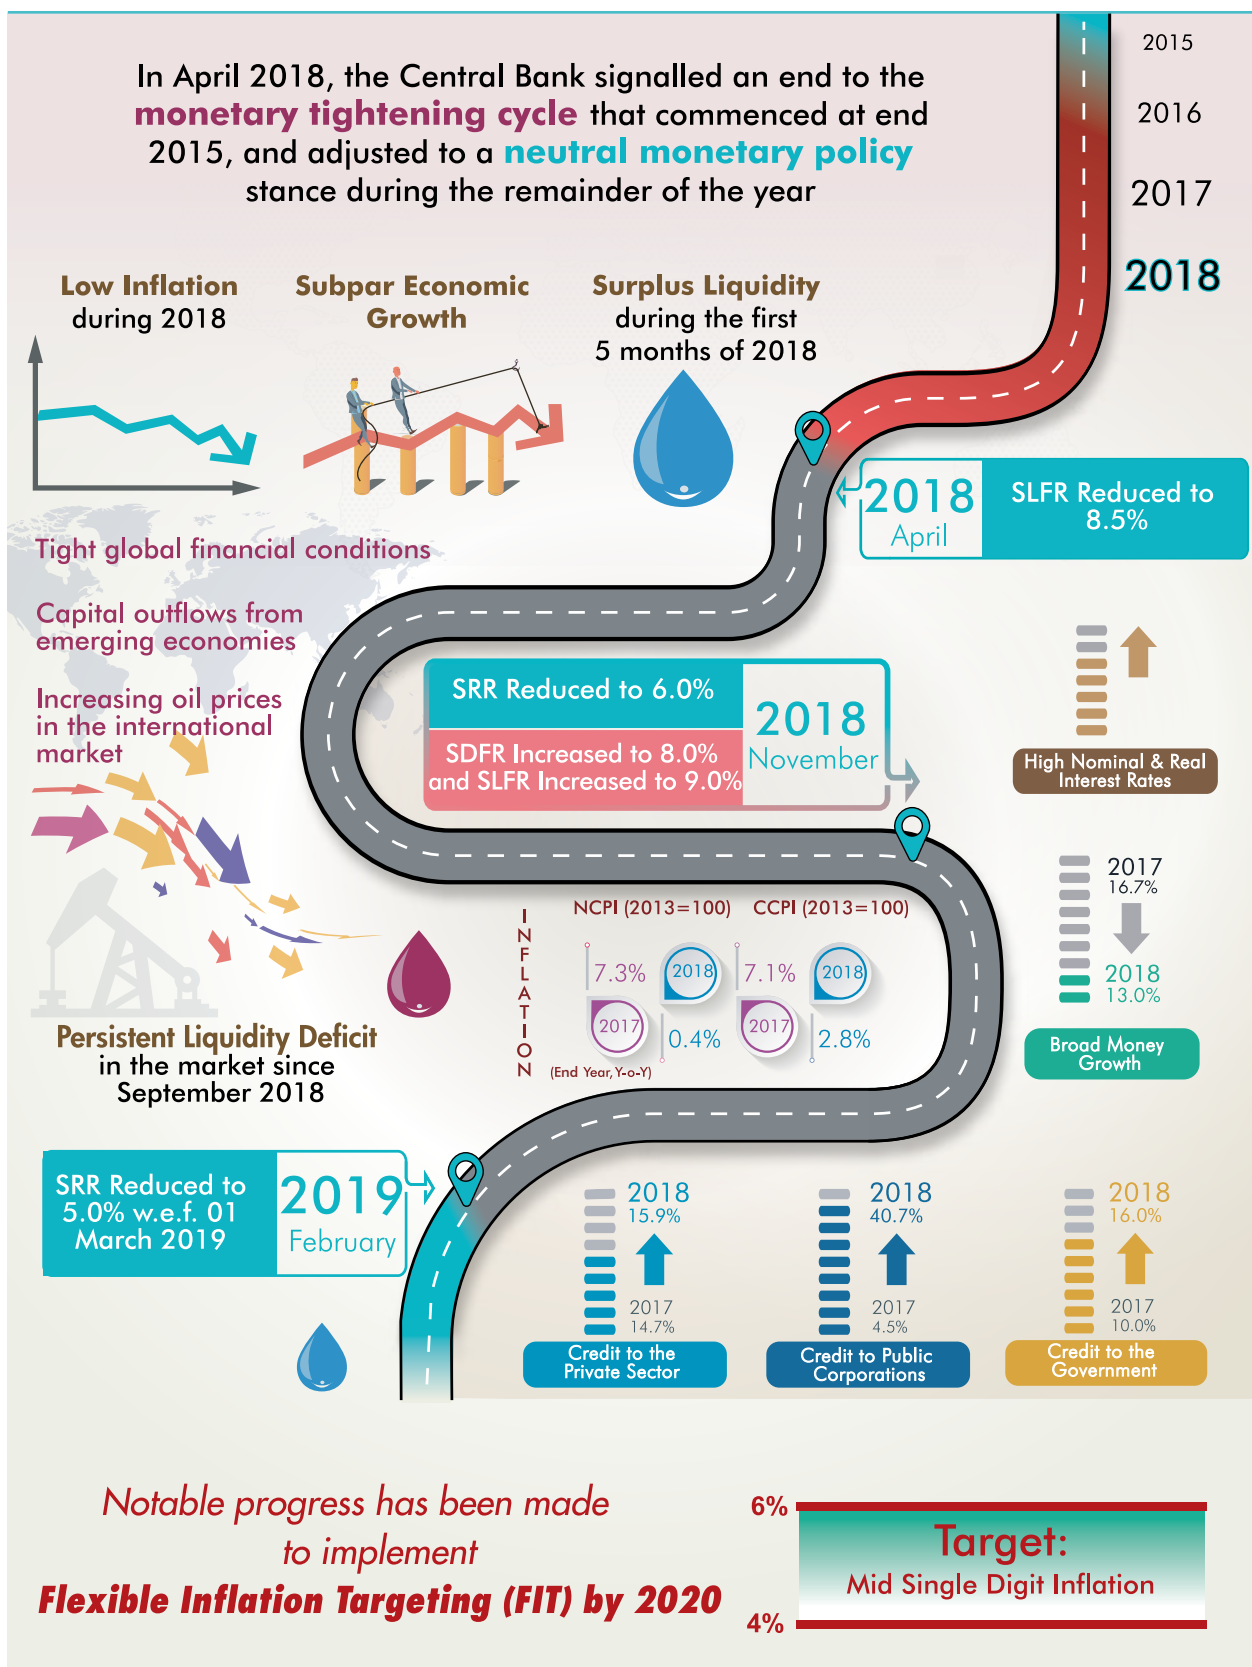 2015
2016
2017
2018
In April 2018, the Central Bank signalled an end to the
monetary tightening cycle that commenced at end
2015, and adjusted to a neutral monetary policy
stance during the remainder of the year
Low Inflation
during 2018
Subpar Economic
Growth
Surplus Liquidity
during the first
5 months of 2018
2018
April
SLFR Reduced to
8.5%
Tight global financial conditions
Capital outflows from
emerging economies
Increasing oil prices
in the international
market
SRR Reduced to 6.0%
SDFR Increased to 8.0%
and SLFR Increased to 9.0%
2018
November
High Nominal & Real
Interest Rates
2017
16.7%
2018
13.0%
Broad Money
Growth
INFLATION
NCPI (2013=100)
CCPI (2013=100)
7.3%
2018
7.1%
2018
2017
0.4%
2017
2.8%
(End Year, Y-o-Y)
Persistent Liquidity Deficit
in the market since
September 2018
SRR Reduced to
5.0% w.e.f. 01
March 2019
2019
February
2018
15.9%
2017
14.7%
Credit to the
Private Sector
2018
40.7%
2017
4.5%
Credit to Public
Corporations
2018
16.0%
2017
10.0%
Credit to the
Government
Notable progress has been made
to implement
Flexible Inflation Targeting (FIT) by 2020
6%
Target:
Mid Single Digit Inflation
4%